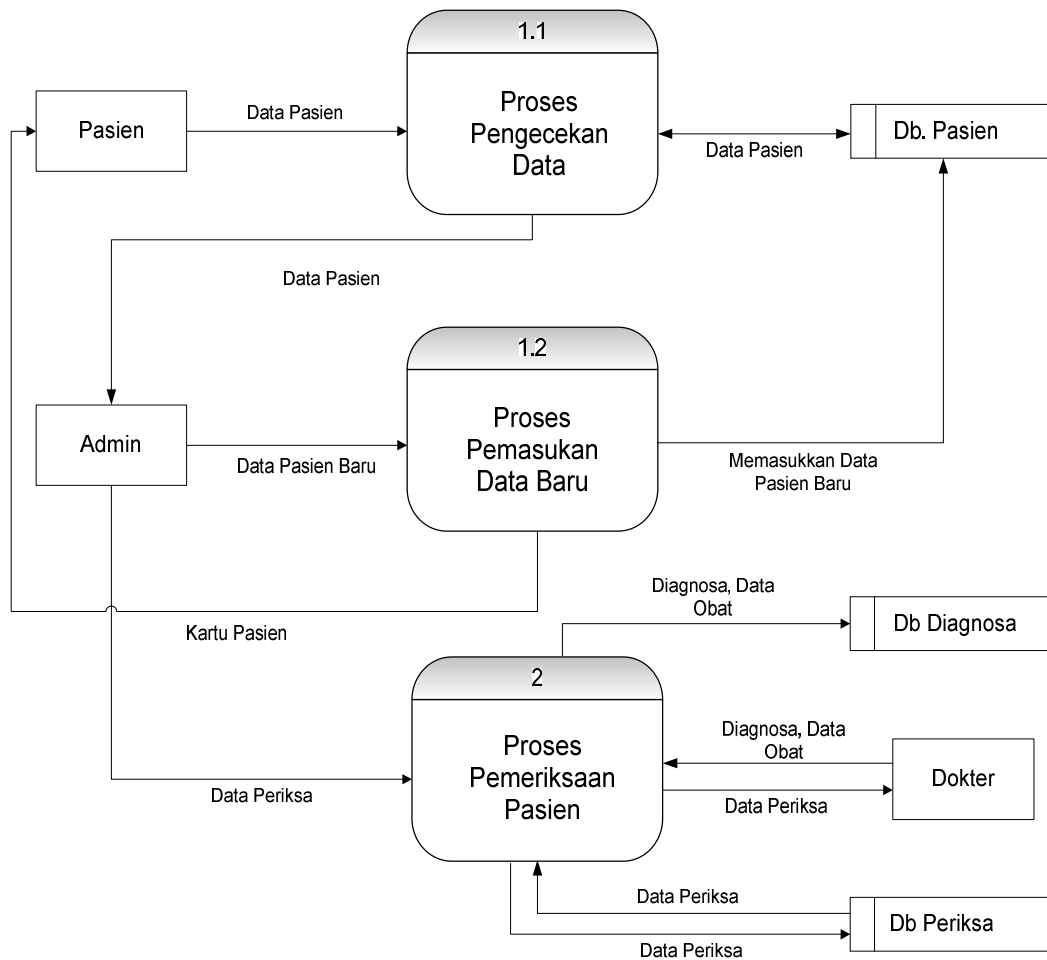 1.1
Proses
Pengecekan
Data
Pasien
Data Pasien
Data Pasien
Db. Pasien
Data Pasien
1.2
Proses
Pemasukan
Data Baru
Admin
Data Pasien Baru
Memasukkan Data
Pasien Baru
Kartu Pasien
Diagnosa, Data
Obat
Db Diagnosa
2
Proses
Pemeriksaan
Pasien
Data Periksa
Diagnosa, Data
Obat
Dokter
Data Periksa
Data Periksa
Db Periksa
Data Periksa